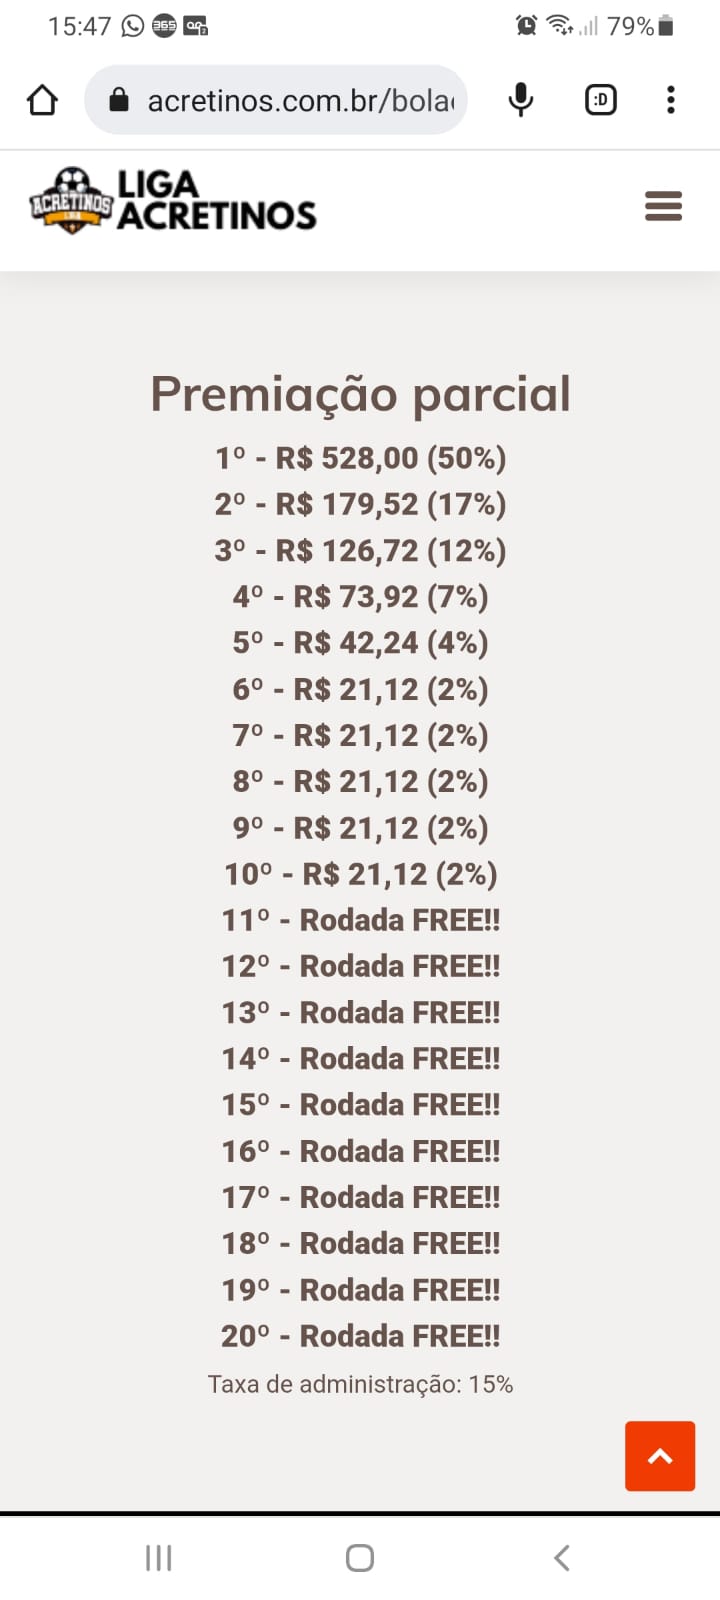 15:47 365 79%
acretinos.com.br/bola
:D
ACRETINOS
LIGA
LIGA
ACRETINOS
Premiação parcial
1º - R$ 528,00 (50%)
2º - R$ 179,52 (17%)
3º - R$ 126,72 (12%)
4º - R$ 73,92 (7%)
5º - R$ 42,24 (4%)
6º - R$ 21,12 (2%)
7º - R$ 21,12 (2%)
8º - R$ 21,12 (2%)
9º - R$ 21,12 (2%)
10º - R$ 21,12 (2%)
11º - Rodada FREE!!
12º - Rodada FREE!!
13º - Rodada FREE!!
14º - Rodada FREE!!
15º - Rodada FREE!!
16º - Rodada FREE!!
17º - Rodada FREE!!
18º - Rodada FREE!!
19º - Rodada FREE!!
20º - Rodada FREE!!
Taxa de administração: 15%